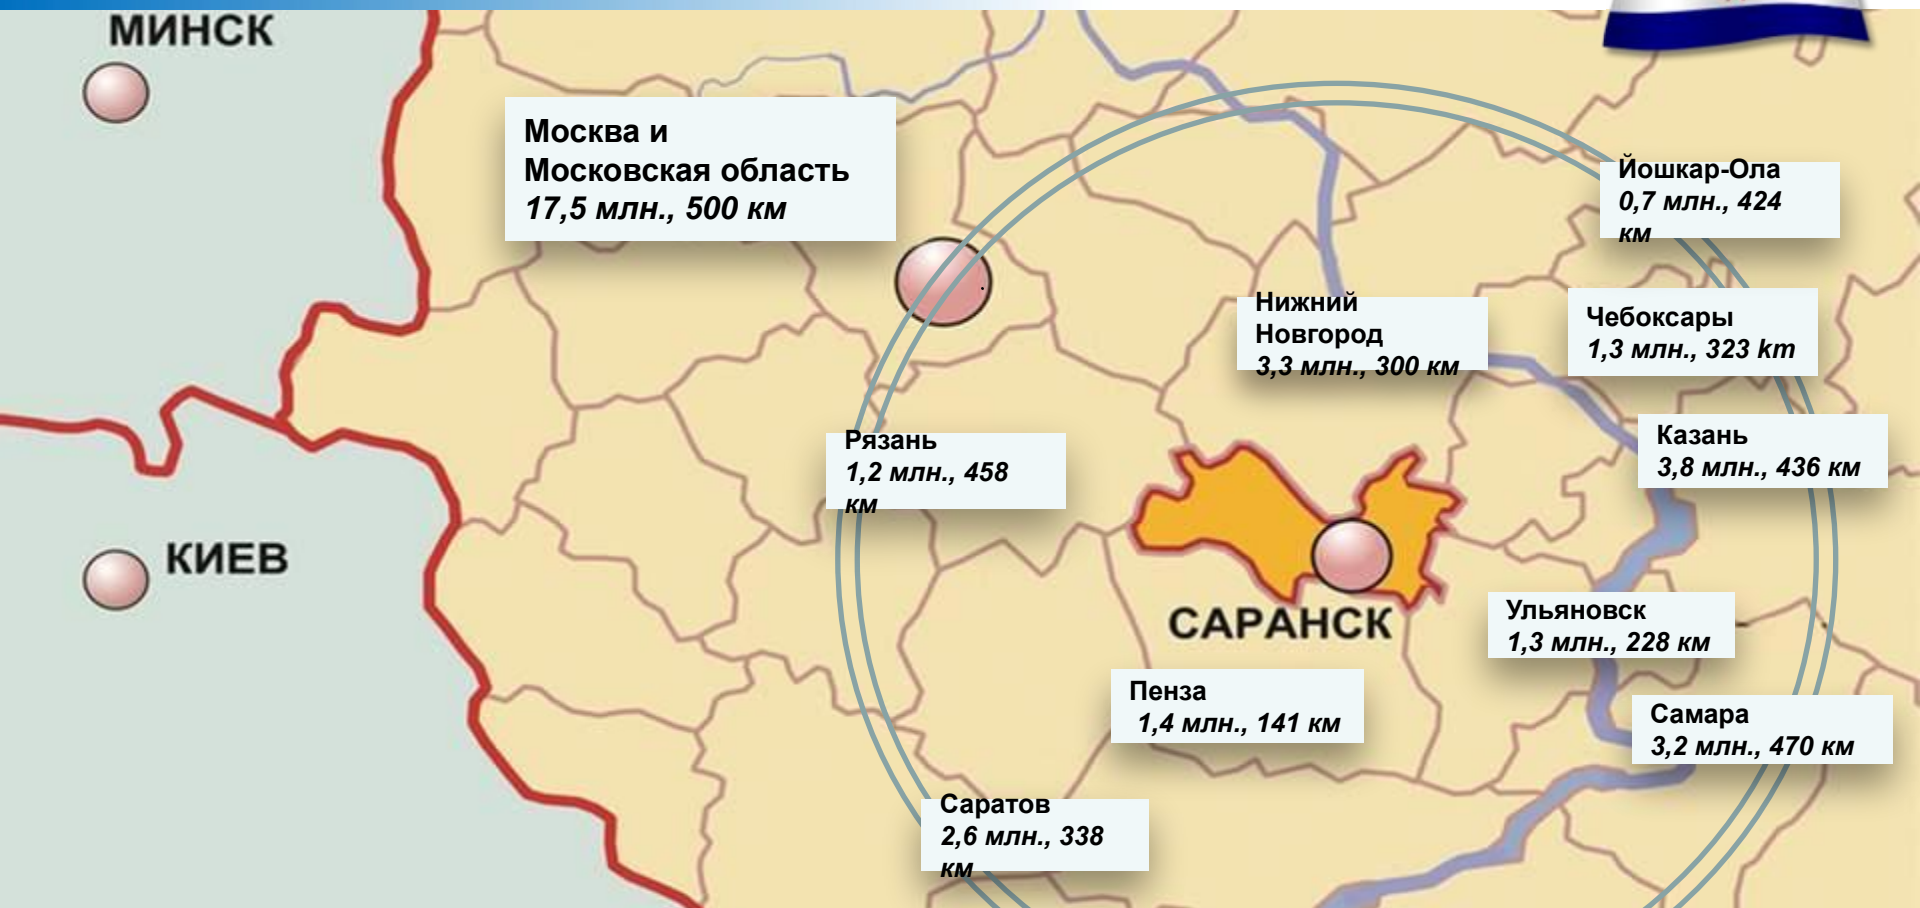 МИНСК
Москва и
Московская область
17,5 млн., 500 км
Йошкар-Ола
0,7 млн., 424
км
Нижний
Новгород
3,3 млн., 300 км
Чебоксары
1,3 млн., 323 km
Рязань
1,2 млн., 458
км
Казань
3,8 млн., 436 км
КИЕВ
САРАНСК
Ульяновск
1,3 млн., 228 км
Пенза
1,4 млн., 141 км
Самара
3,2 млн., 470 км
Саратов
2,6 млн., 338
км